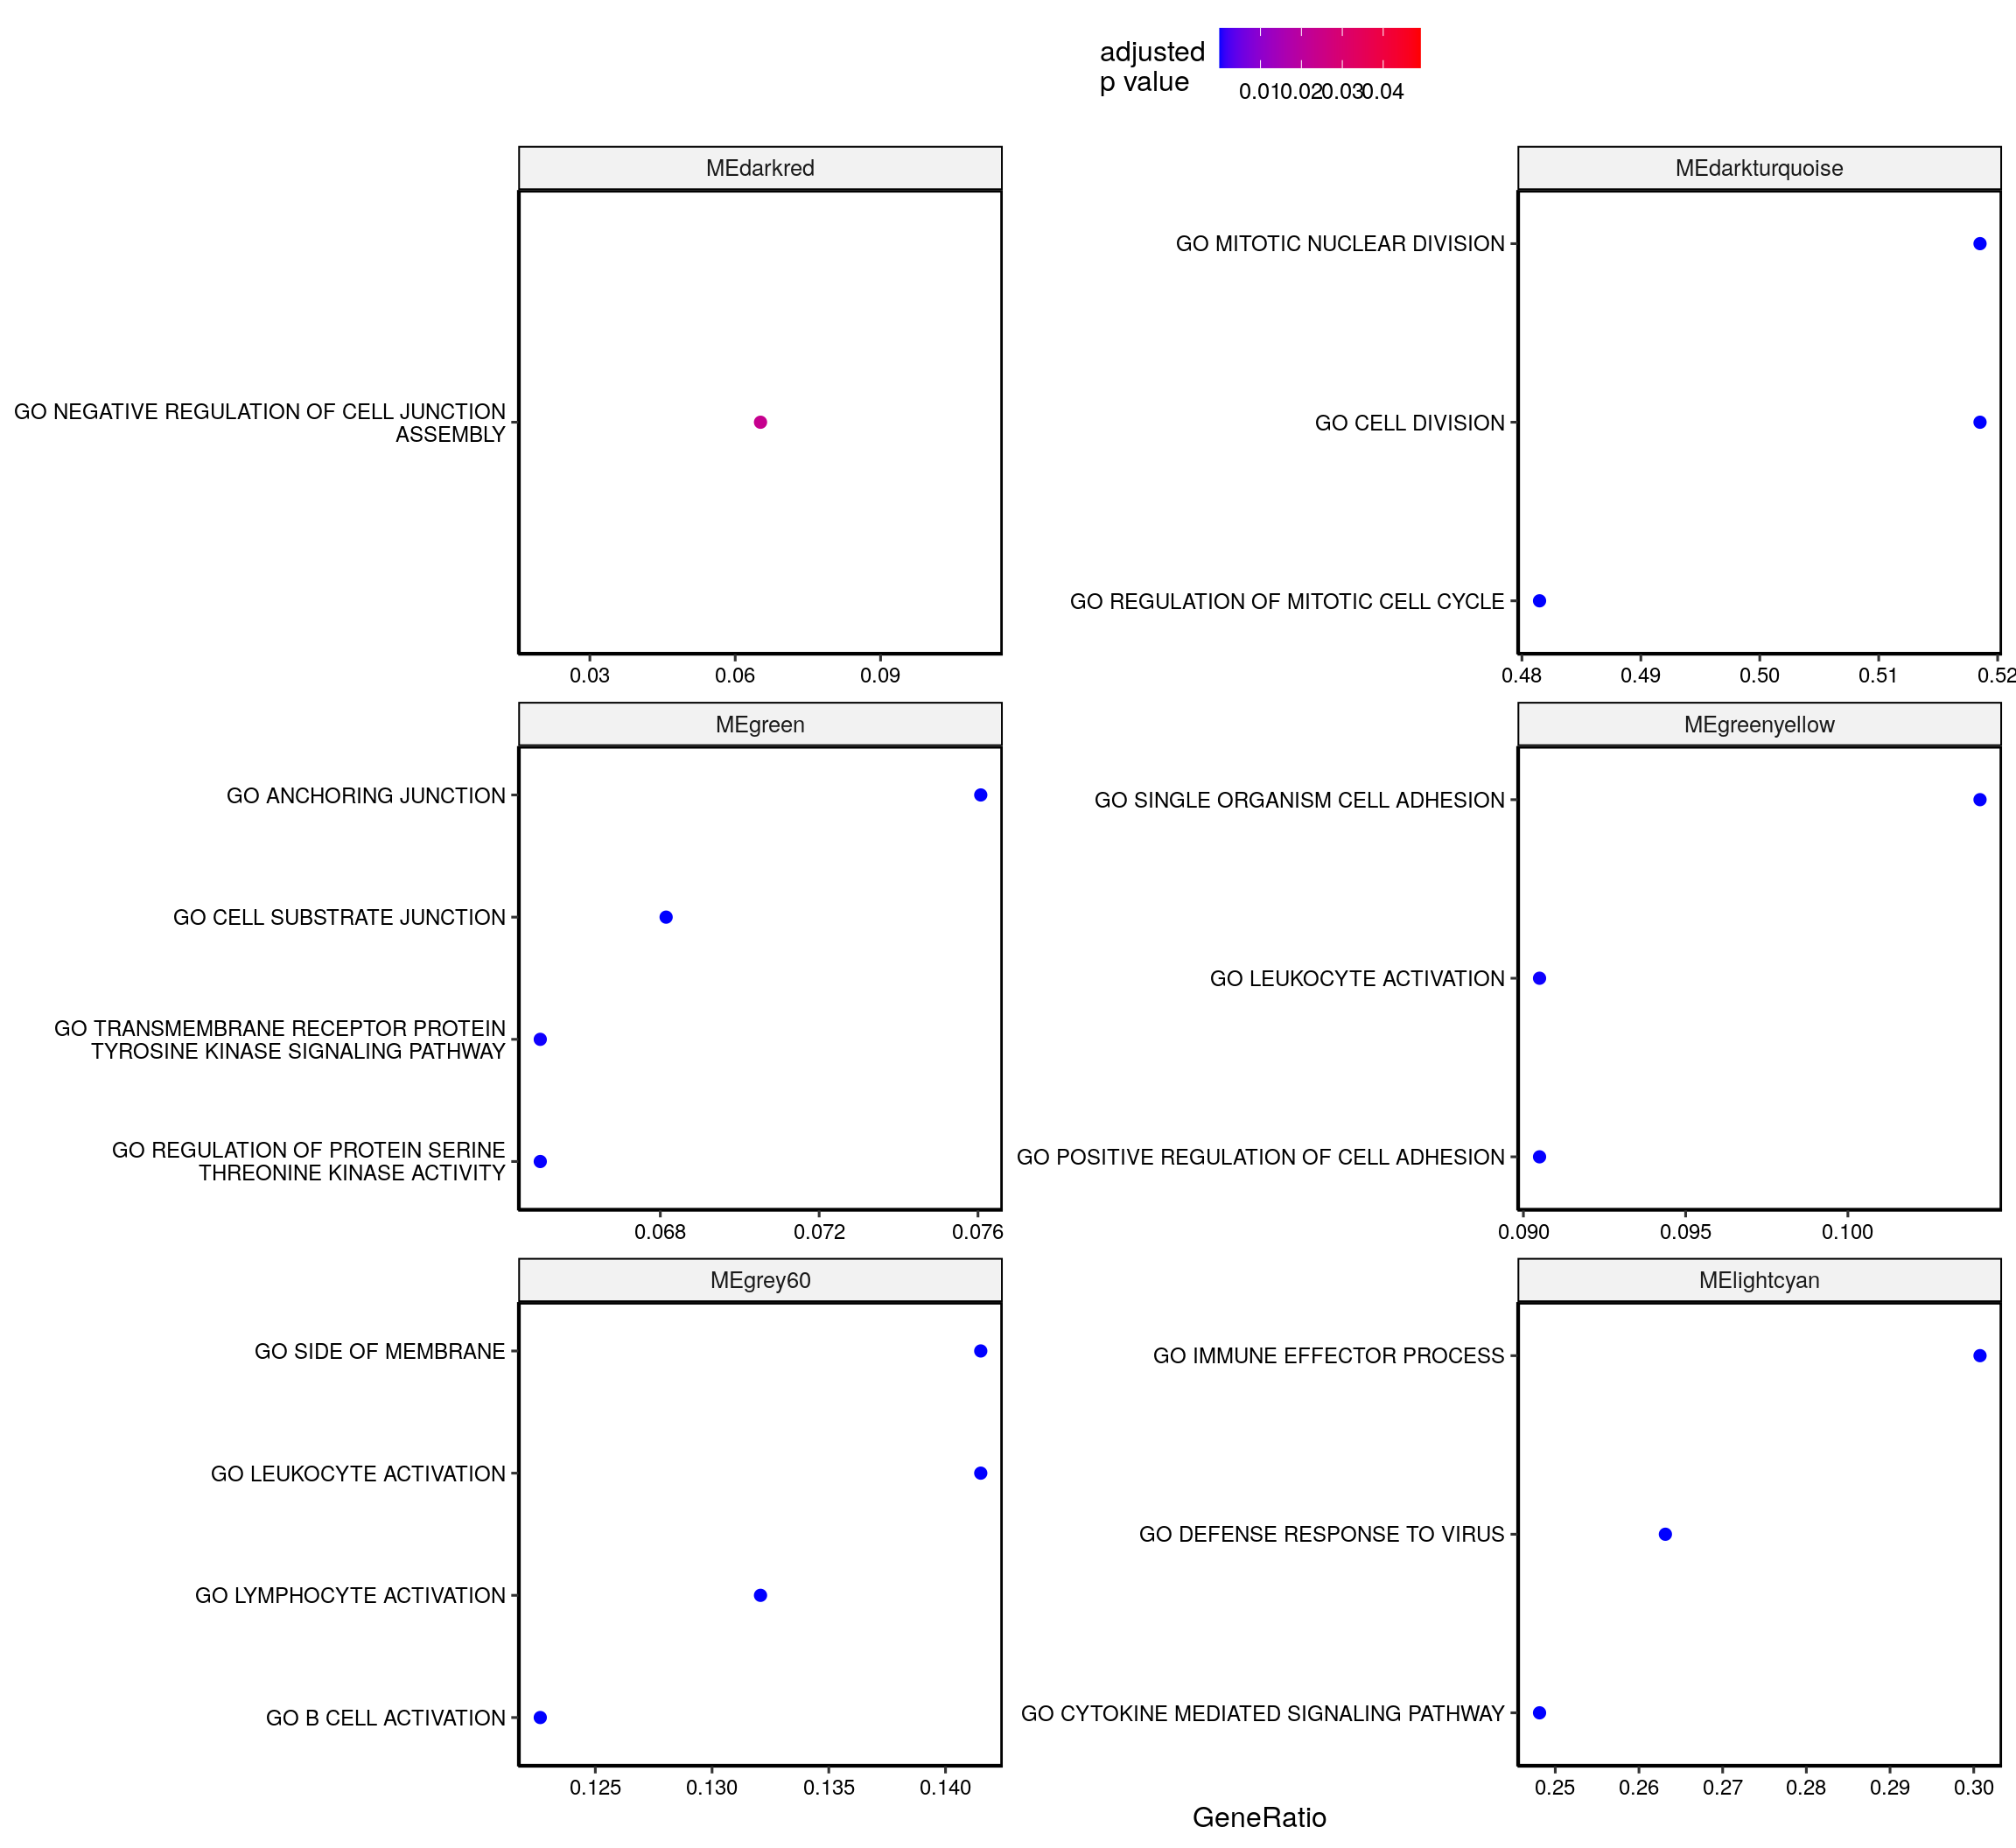 adjusted
p value
0.01 0.02 0.03 0.04
MEdarkred
GO NEGATIVE REGULATION OF CELL JUNCTION
ASSEMBLY
0.03 0.06 0.09
MEdarkturquoise
GO MITOTIC NUCLEAR DIVISION
GO CELL DIVISION
GO REGULATION OF MITOTIC CELL CYCLE
0.48 0.49 0.50 0.51 0.52
MEgreen
GO ANCHORING JUNCTION
GO CELL SUBSTRATE JUNCTION
GO TRANSMEMBRANE RECEPTOR PROTEIN
TYROSINE KINASE SIGNALING PATHWAY
GO REGULATION OF PROTEIN SERINE
THREONINE KINASE ACTIVITY
0.068 0.072 0.076
MEgreenyellow
GO SINGLE ORGANISM CELL ADHESION
GO LEUKOCYTE ACTIVATION
GO POSITIVE REGULATION OF CELL ADHESION
0.090 0.095 0.100
MEgrey60
GO SIDE OF MEMBRANE
GO LEUKOCYTE ACTIVATION
GO LYMPHOCYTE ACTIVATION
GO B CELL ACTIVATION
0.125 0.130 0.135 0.140
MElightcyan
GO IMMUNE EFFECTOR PROCESS
GO DEFENSE RESPONSE TO VIRUS
GO CYTOKINE MEDIATED SIGNALING PATHWAY
0.25 0.26 0.27 0.28 0.29 0.30
GeneRatio